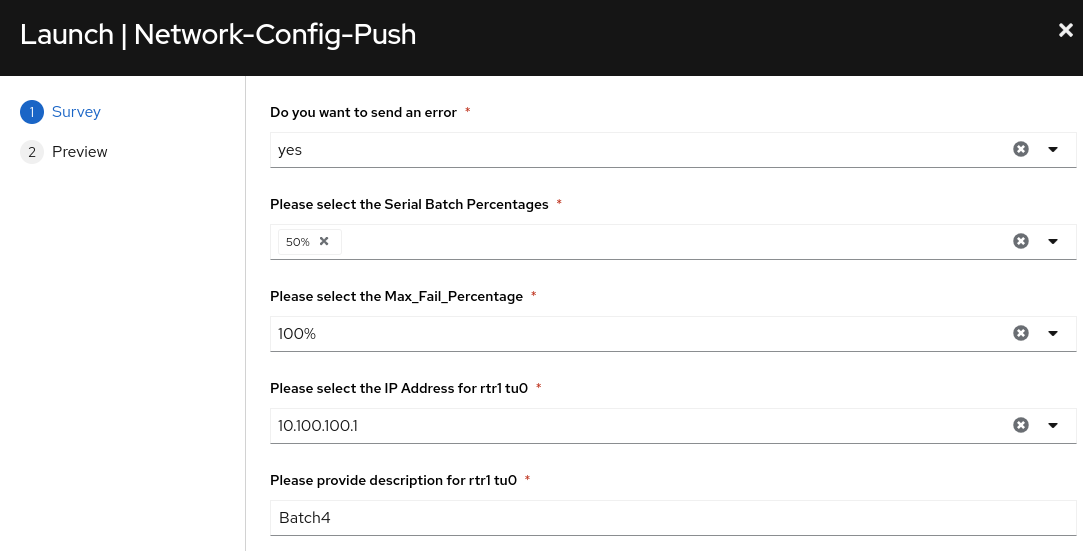 Launch | Network-Config-Push
1 Survey
2 Preview
Do you want to send an error *
yes
Please select the Serial Batch Percentages *
50%
Please select the Max_Fail_Percentage *
100%
Please select the IP Address for rtr1 tu0 *
10.100.100.1
Please provide description for rtr1 tu0 *
Batch4